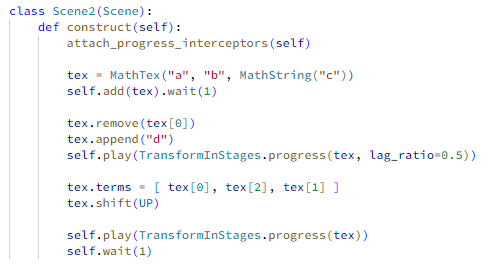 class Scene2(Scene):
    def construct(self):
        attach_progress_interceptors(self)

        tex = MathTex("a", "b", MathString("c"))
        self.add(tex).wait(1)

        tex.remove(tex[0])
        tex.append("d")
        self.play(TransformInStages.progress(tex, lag_ratio=0.5))

        tex.terms = [ tex[0], tex[2], tex[1] ]
        tex.shift(UP)

        self.play(TransformInStages.progress(tex))
        self.wait(1)